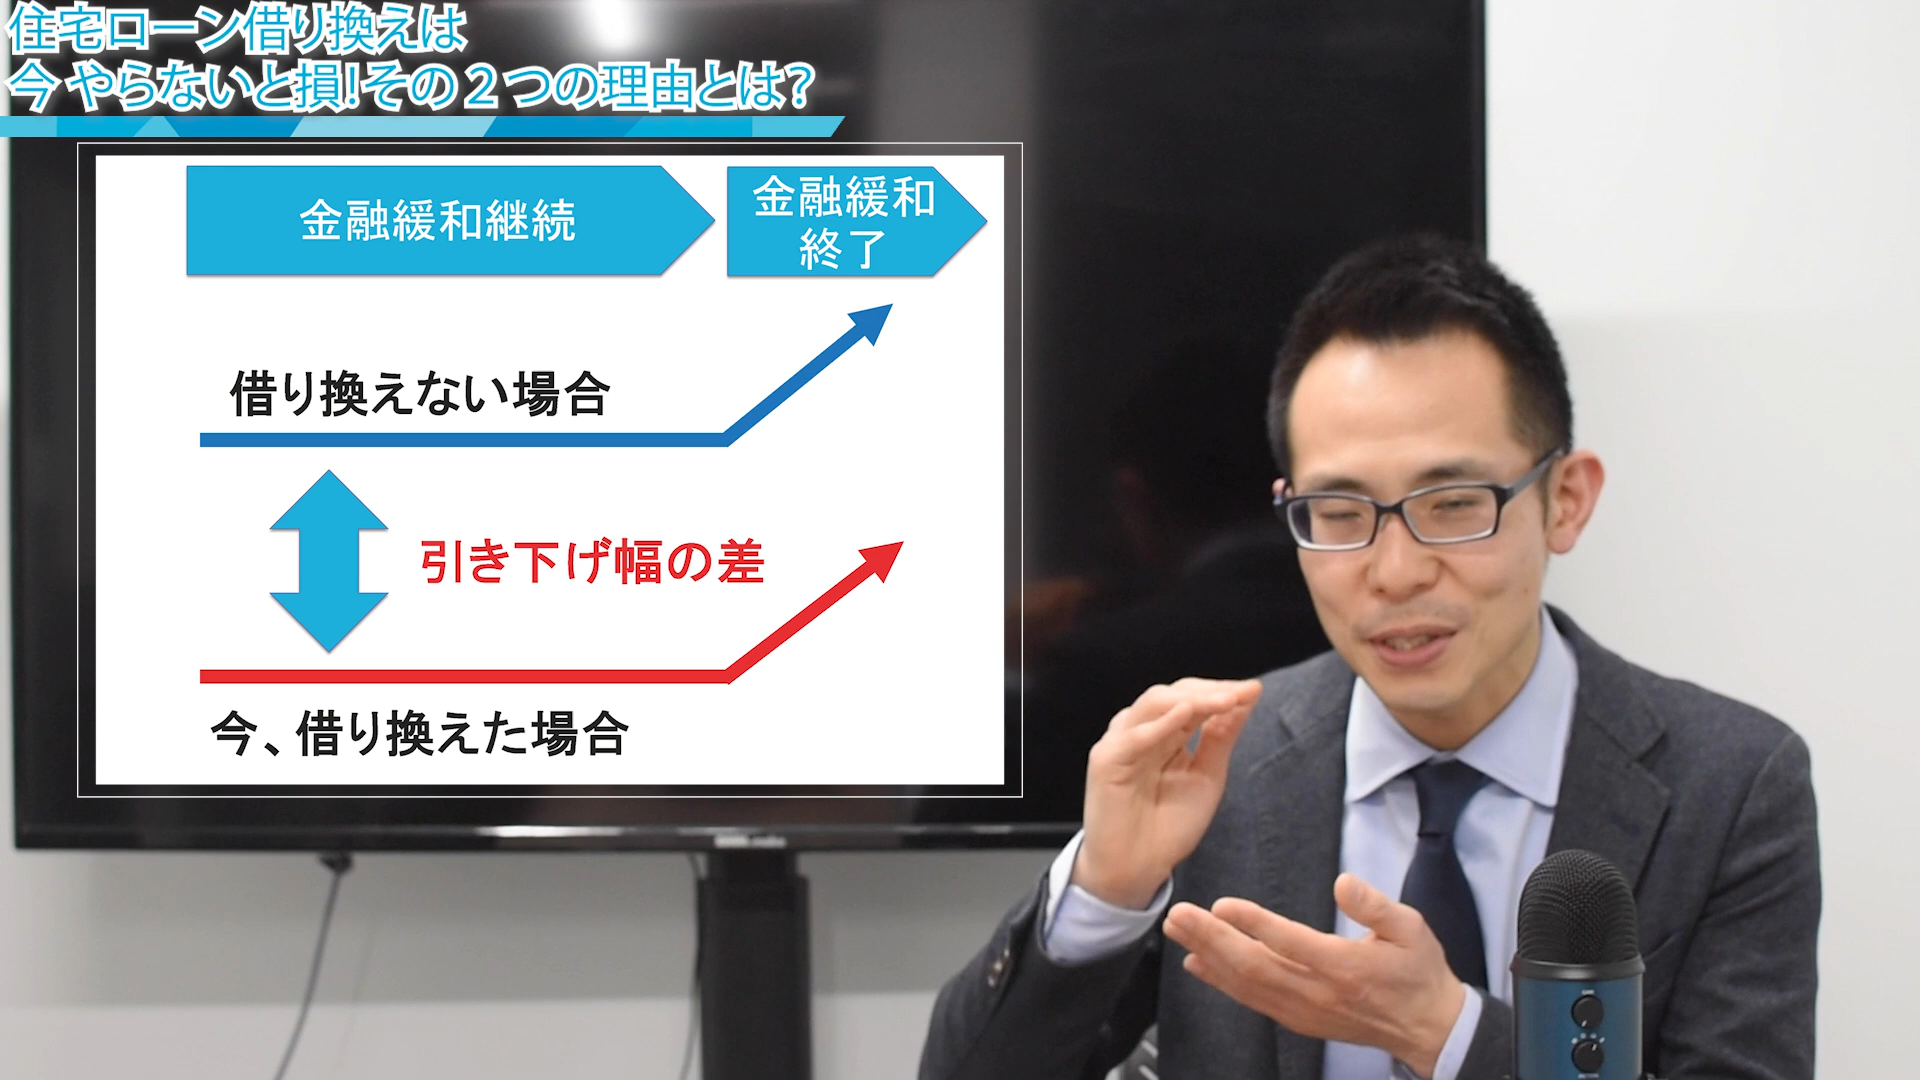 住宅ローン借り換えは
今やらないと損!その２つの理由とは?
金融緩和継続
金融緩和
終了
借り換えない場合
引き下げ幅の差
今、借り換えた場合